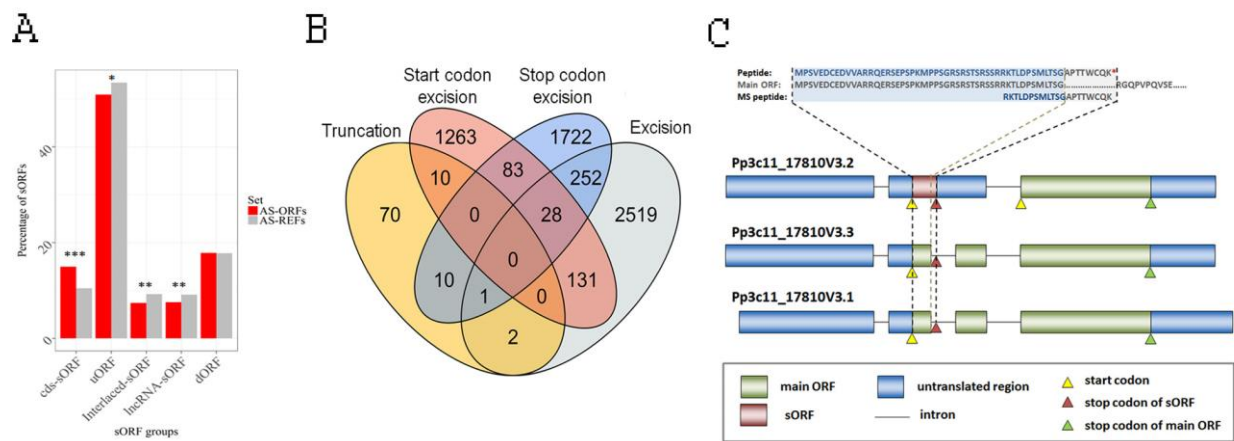 A
Percentage of sORFs
0
20
40
***
*
**
**
Set
AS-ORFs
AS-REFs
cds-sORF
uORF
Interlaced-sORF
lncRNA-sORF
dORF
sORF groups
B
Start codon
excision
Stop codon
excision
Truncation
Excision
1263
1722
10
83
252
70
0
28
2519
10
0
131
1
0
2
C
Peptide: MPSVEDCEDVVARRQERSEPSPKMPPSGRSRSTSRSSRRKTLDPSMLTSGAPTTWCQK*
Main ORF: MPSVEDCEDVVARRQERSEPSPKMPPSGRSRSTSRSSRRKTLDPSMLTSG......................RGQPVPQVSE......
MS peptide: RKTLDPSMLTSGAPTTWCQK
Pp3c11_17810V3.2
Pp3c11_17810V3.3
Pp3c11_17810V3.1
main ORF
untranslated region
start codon
sORF
intron
stop codon of sORF
stop codon of main ORF